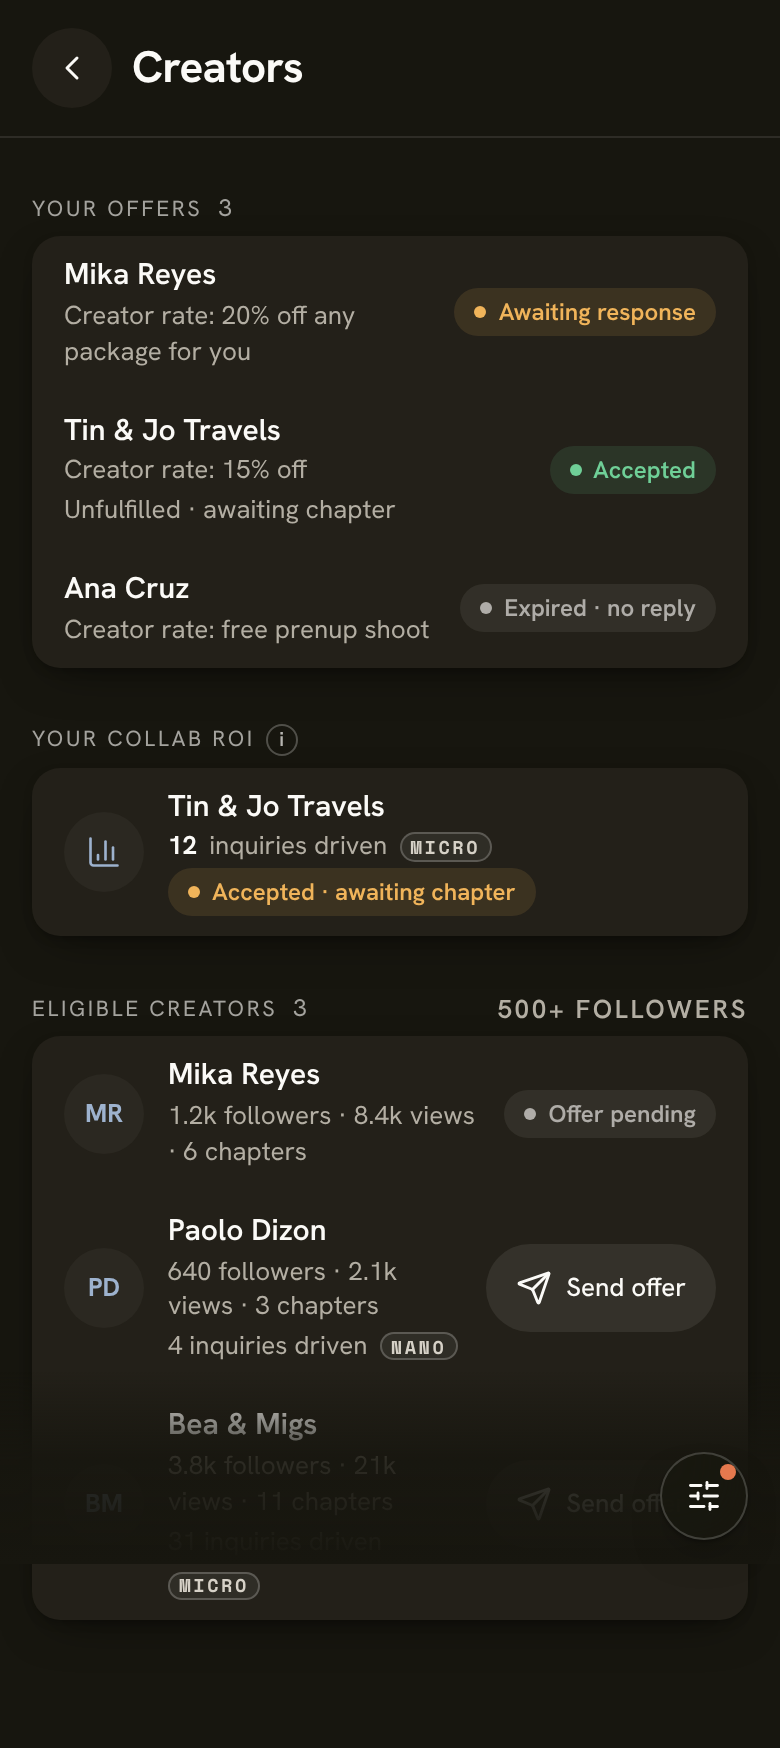 Creators
YOUR OFFERS 3
Mika Reyes
Creator rate: 20% off any
package for you
Awaiting response
Tin & Jo Travels
Creator rate: 15% off
Unfulfilled · awaiting chapter
Accepted
Ana Cruz
Creator rate: free prenup shoot
Expired · no reply
YOUR COLLAB ROI i
Tin & Jo Travels
12 inquiries driven MICRO
Accepted · awaiting chapter
ELIGIBLE CREATORS 3
500+ FOLLOWERS
MR
Mika Reyes
1.2k followers · 8.4k views
· 6 chapters
Offer pending
PD
Paolo Dizon
640 followers · 2.1k
views · 3 chapters
4 inquiries driven NANO
Send offer
BM
Bea & Migs
3.8k followers · 21k
views · 11 chapters
31 inquiries driven
MICRO
Send off